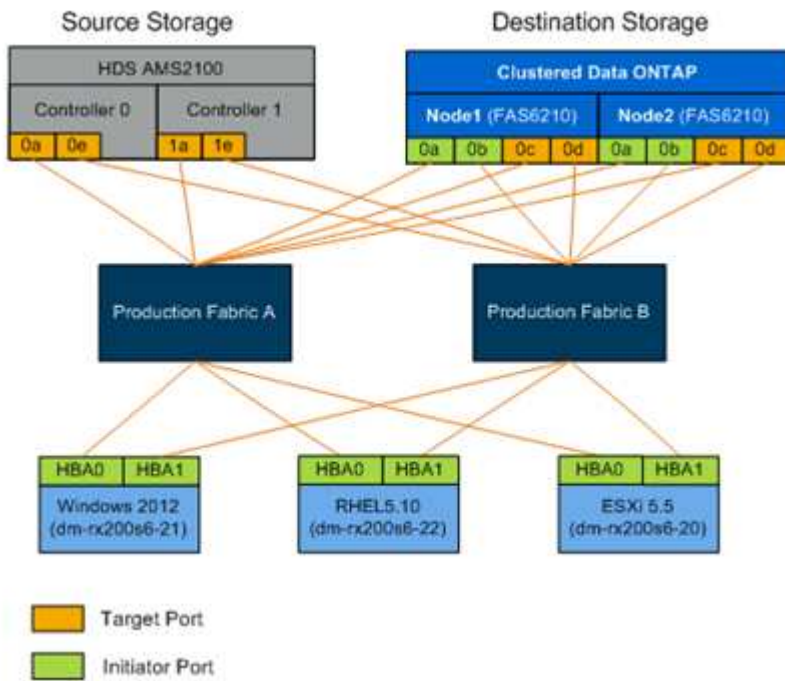 Source Storage
Destination Storage
HDS AMS2100
Controller 0
Controller 1
0a 0e 1a 1e
Clustered Data ONTAP
Node1 (FAS6210)
Node2 (FAS6210)
0a 0b 0c 0d 0a 0b 0c 0d
Production Fabric A
Production Fabric B
HBA0 HBA1
Windows 2012
(dm-rx200s6-21)
HBA0 HBA1
RHEL5.10
(dm-rx200s6-22)
HBA0 HBA1
ESXi 5.5
(dm-rx200s6-20)
Target Port
Initiator Port